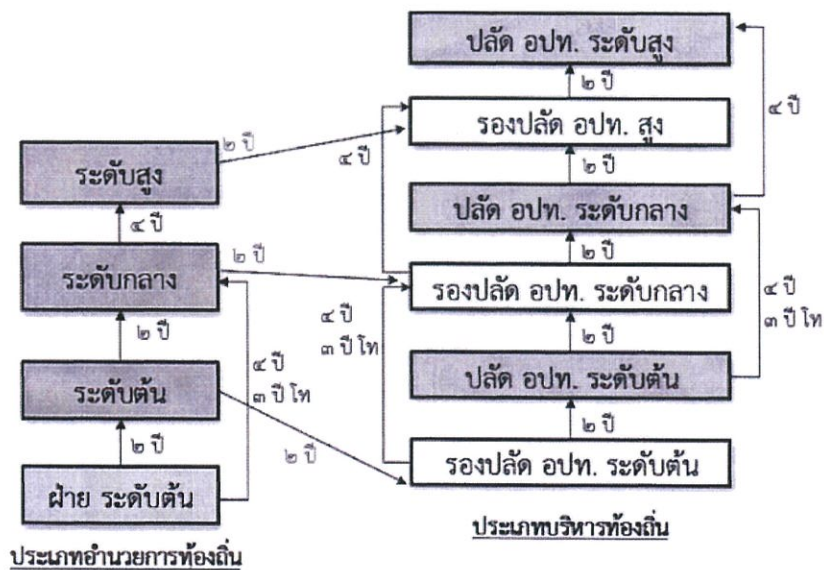 ปลัด อปท. ระดับสูง
๒ ปี
๔ ปี
รองปลัด อปท. สูง
๒ ปี
๔ ปี
๒ ปี
ระดับสูง
ปลัด อปท. ระดับกลาง
๔ ปี
๒ ปี
๒ ปี
ระดับกลาง
รองปลัด อปท. ระดับกลาง
๔ ปี
๓ ปี โท
๒ ปี
๔ ปี
๓ ปี โท
๒ ปี
๔ ปี
๓ ปี โท
ระดับต้น
ปลัด อปท. ระดับต้น
๒ ปี
๒ ปี
๒ ปี
ฝ่าย ระดับต้น
รองปลัด อปท. ระดับต้น
ประเภทอำนวยการท้องถิ่น
ประเภทบริหารท้องถิ่น